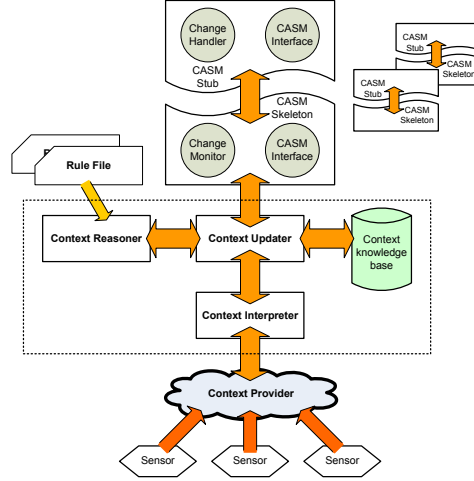 Change
Handler
CASM
Interface
CASM
Stub
CASM
Skeleton
Change
Monitor
CASM
Interface
CASM
Stub
CASM
Skeleton
CASM
Stub
CASM
Skeleton
Rule File
Context Reasoner
Context Updater
Context
knowledge
base
Context Interpreter
Context Provider
Sensor
Sensor
Sensor